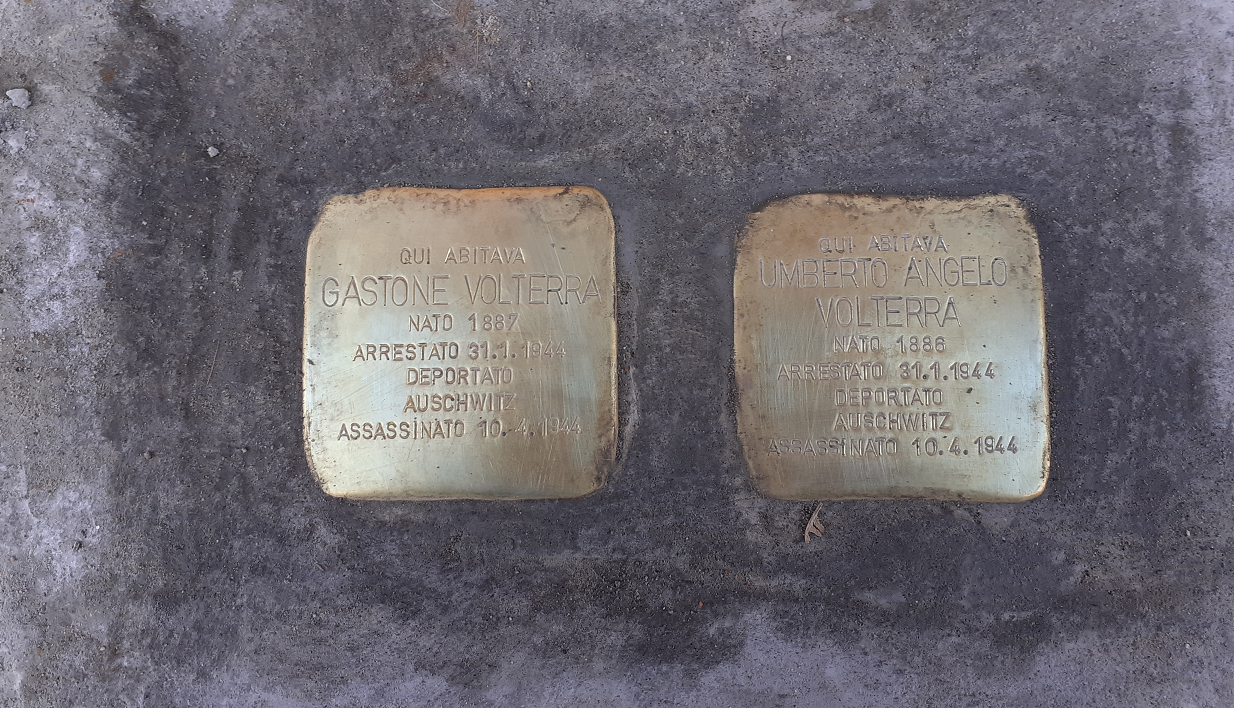 QUI ABITAVA
GASTONE VOLTERRA
NATO 1887
ARRESTATO 31.1.1944
DEPORTATO
AUSCHWITZ
ASSASSINATO 10.4.1944
QUI ABITAVA
UMBERTO ANGELO
VOLTERRA
NATO 1886
ARRESTATO 31.1.1944
DEPORTATO
AUSCHWITZ
ASSASSINATO 10.4.1944